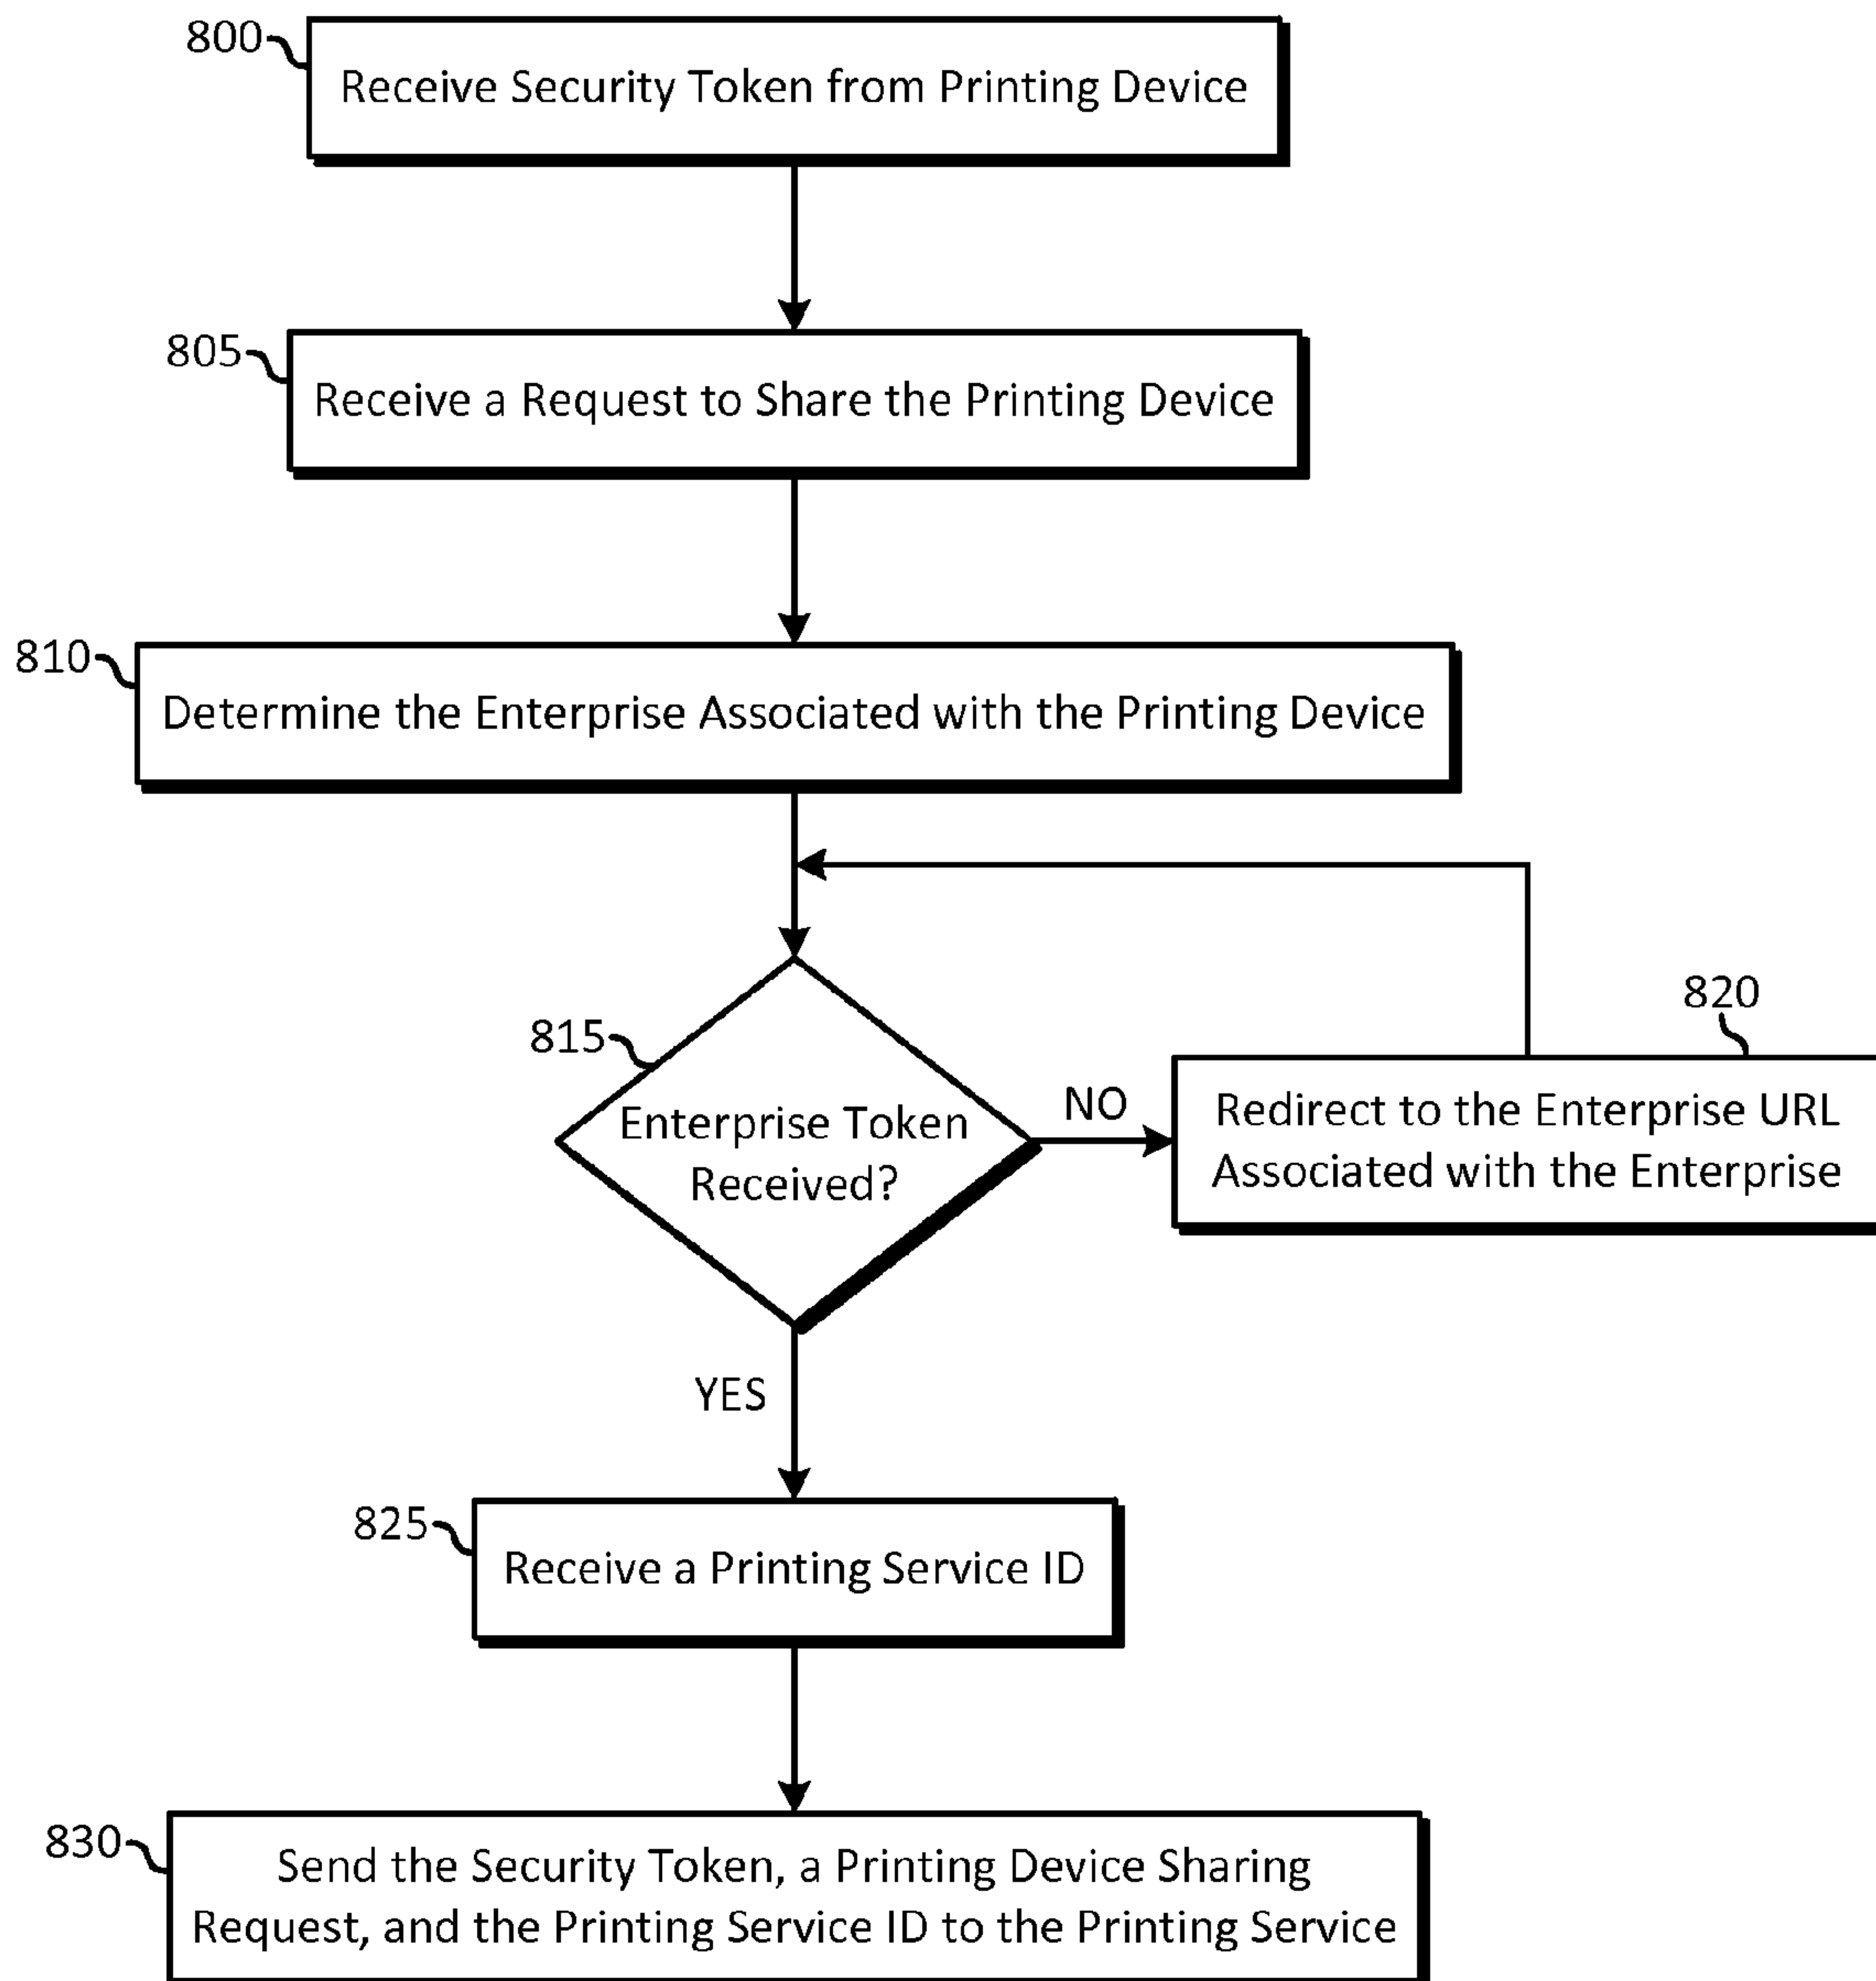 800
Receive Security Token from Printing Device
805
Receive a Request to Share the Printing Device
810
Determine the Enterprise Associated with the Printing Device
815
Enterprise Token
Received?
NO
820
Redirect to the Enterprise URL
Associated with the Enterprise
YES
825
Receive a Printing Service ID
830
Send the Security Token, a Printing Device Sharing
Request, and the Printing Service ID to the Printing Service